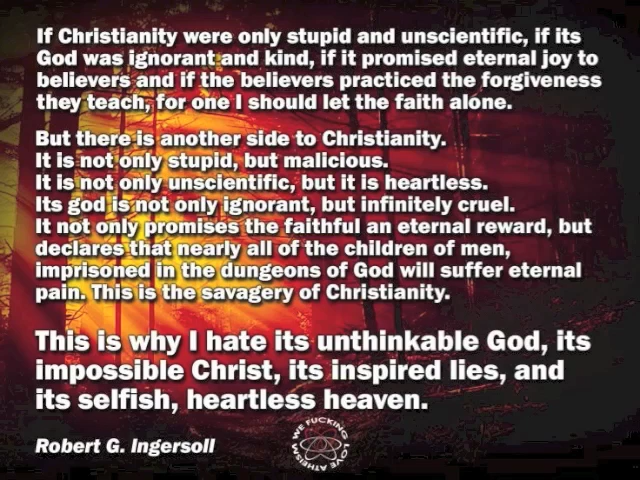 If Christianity were only stupid and unscientific, if its
God was ignorant and kind, if it promised eternal joy to
believers and if the believers practiced the forgiveness
they teach, for one I should let the faith alone.
But there is another side to Christianity.
It is not only stupid, but malicious.
It is not only unscientific, but it is heartless.
Its god is not only ignorant, but infinitely cruel.
It not only promises the faithful an eternal reward, but
declares that nearly all of the children of men,
imprisoned in the dungeons of God will suffer eternal
pain. This is the savagery of Christianity.
This is why I hate its unthinkable God, its
impossible Christ, its inspired lies, and
its selfish, heartless heaven.
Robert G. Ingersoll
WE FUCKING LOVE ATHEISM